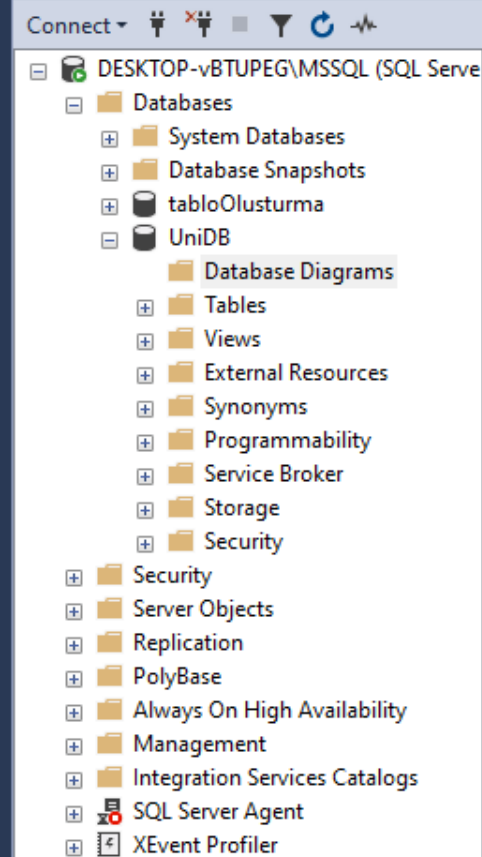 Connect
DESKTOP-vBTUPEG\MSSQL (SQL Serve
Databases
System Databases
Database Snapshots
tabloOlusturma
UniDB
Database Diagrams
Tables
Views
External Resources
Synonyms
Programmability
Service Broker
Storage
Security
Security
Server Objects
Replication
PolyBase
Always On High Availability
Management
Integration Services Catalogs
SQL Server Agent
XEvent Profiler